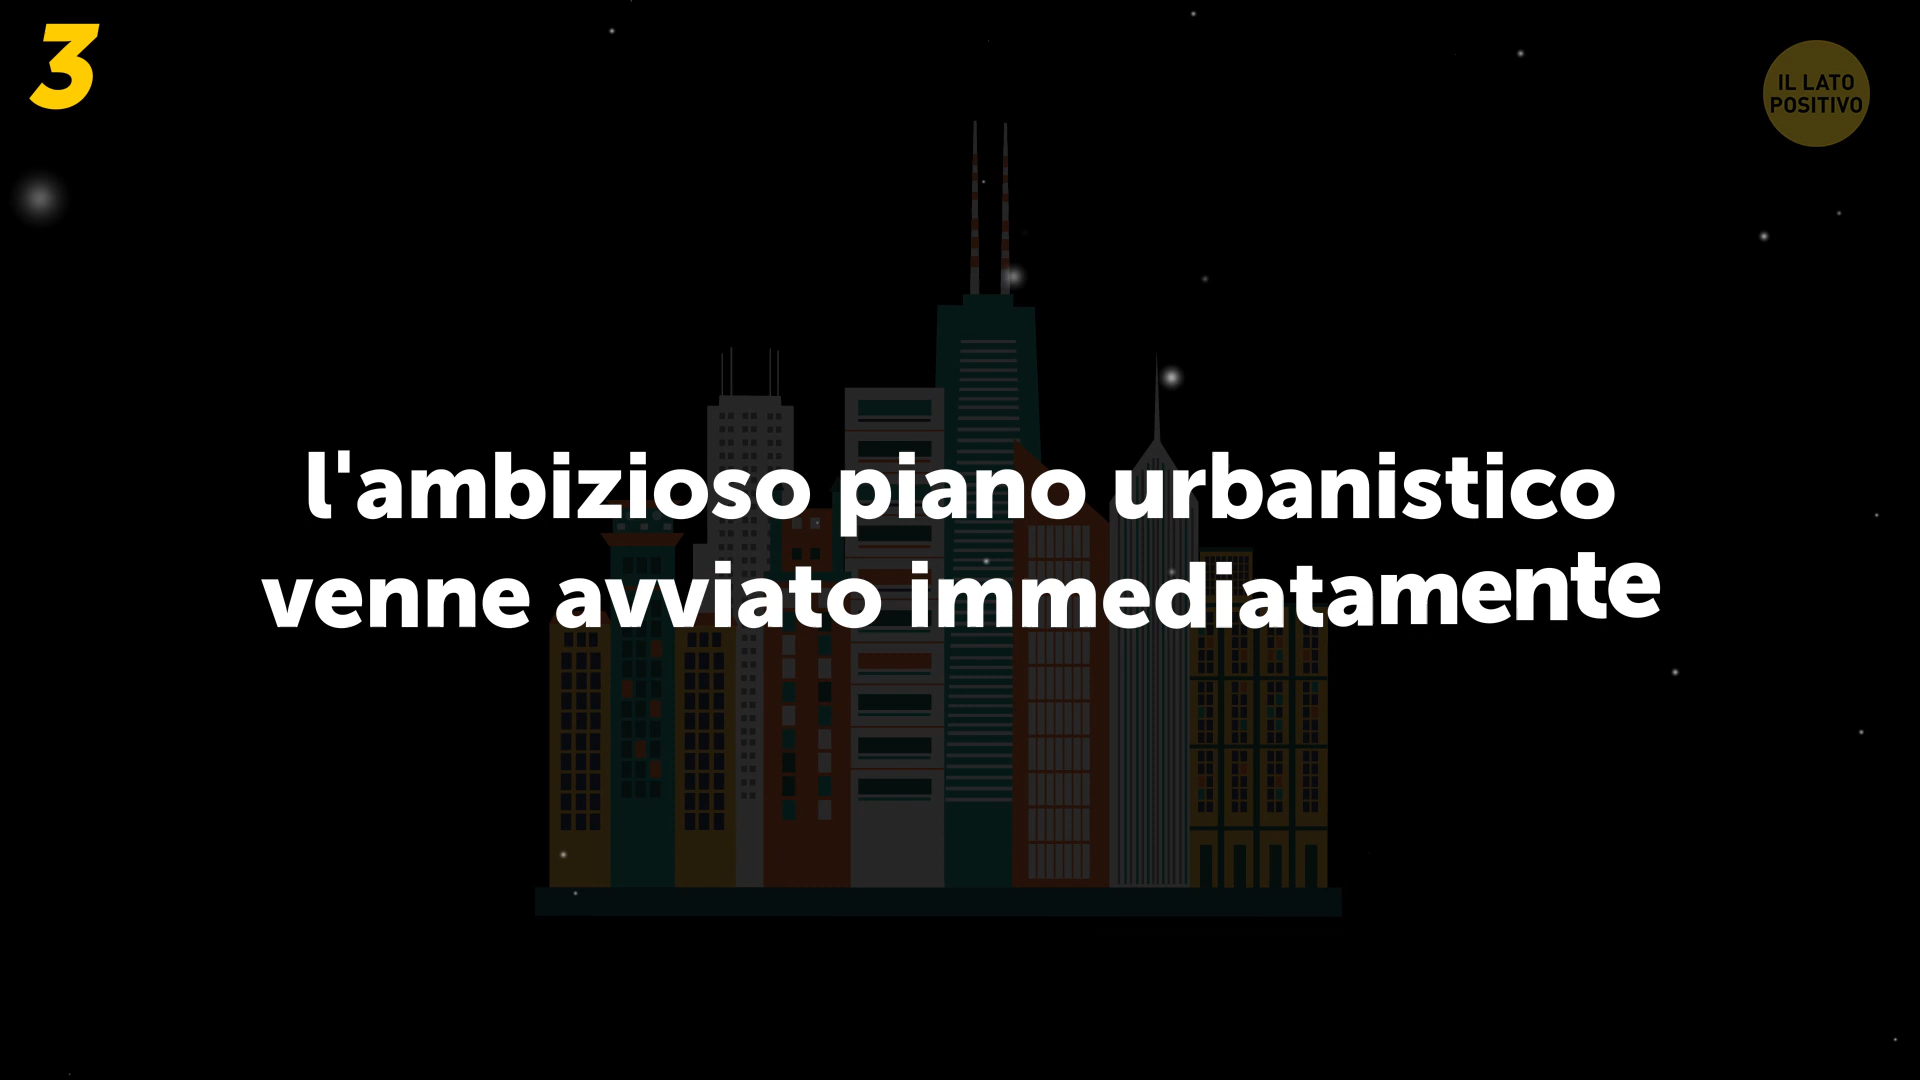 3
IL LATO
POSITIVO
l'ambizioso piano urbanistico
venne avviato immediatamente